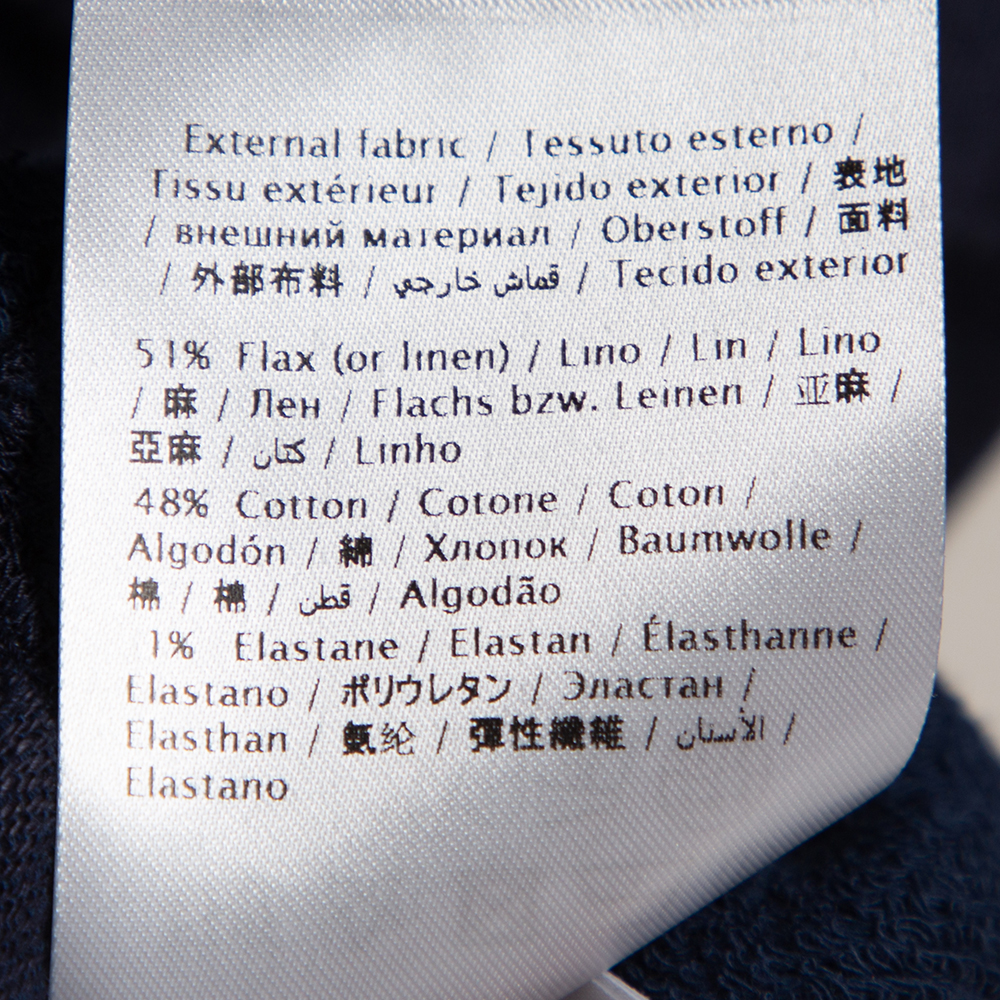 External fabric / Tessuto esterno /
Tissu extérieur / Tejido exterior / 表地
/ внешний материал / Oberstoff / 面料
/ 外部布料 / قماش خارجي / Tecido exterior
51% Flax (or linen) / Lino / Lin / Lino
/ 麻 / Лен / Flachs bzw. Leinen / 亚麻 /
亞麻 / كتان / Linho
48% Cotton / Cotone / Coton /
Algodón / 綿 / Хлопок / Baumwolle /
棉 / 棉 / قطن / Algodão
1% Elastane / Elastan / Élasthanne /
Elastano / ポリウレタン / Эластан /
Elasthan / 氨纶 / 彈性纖維 / الأستان /
Elastano